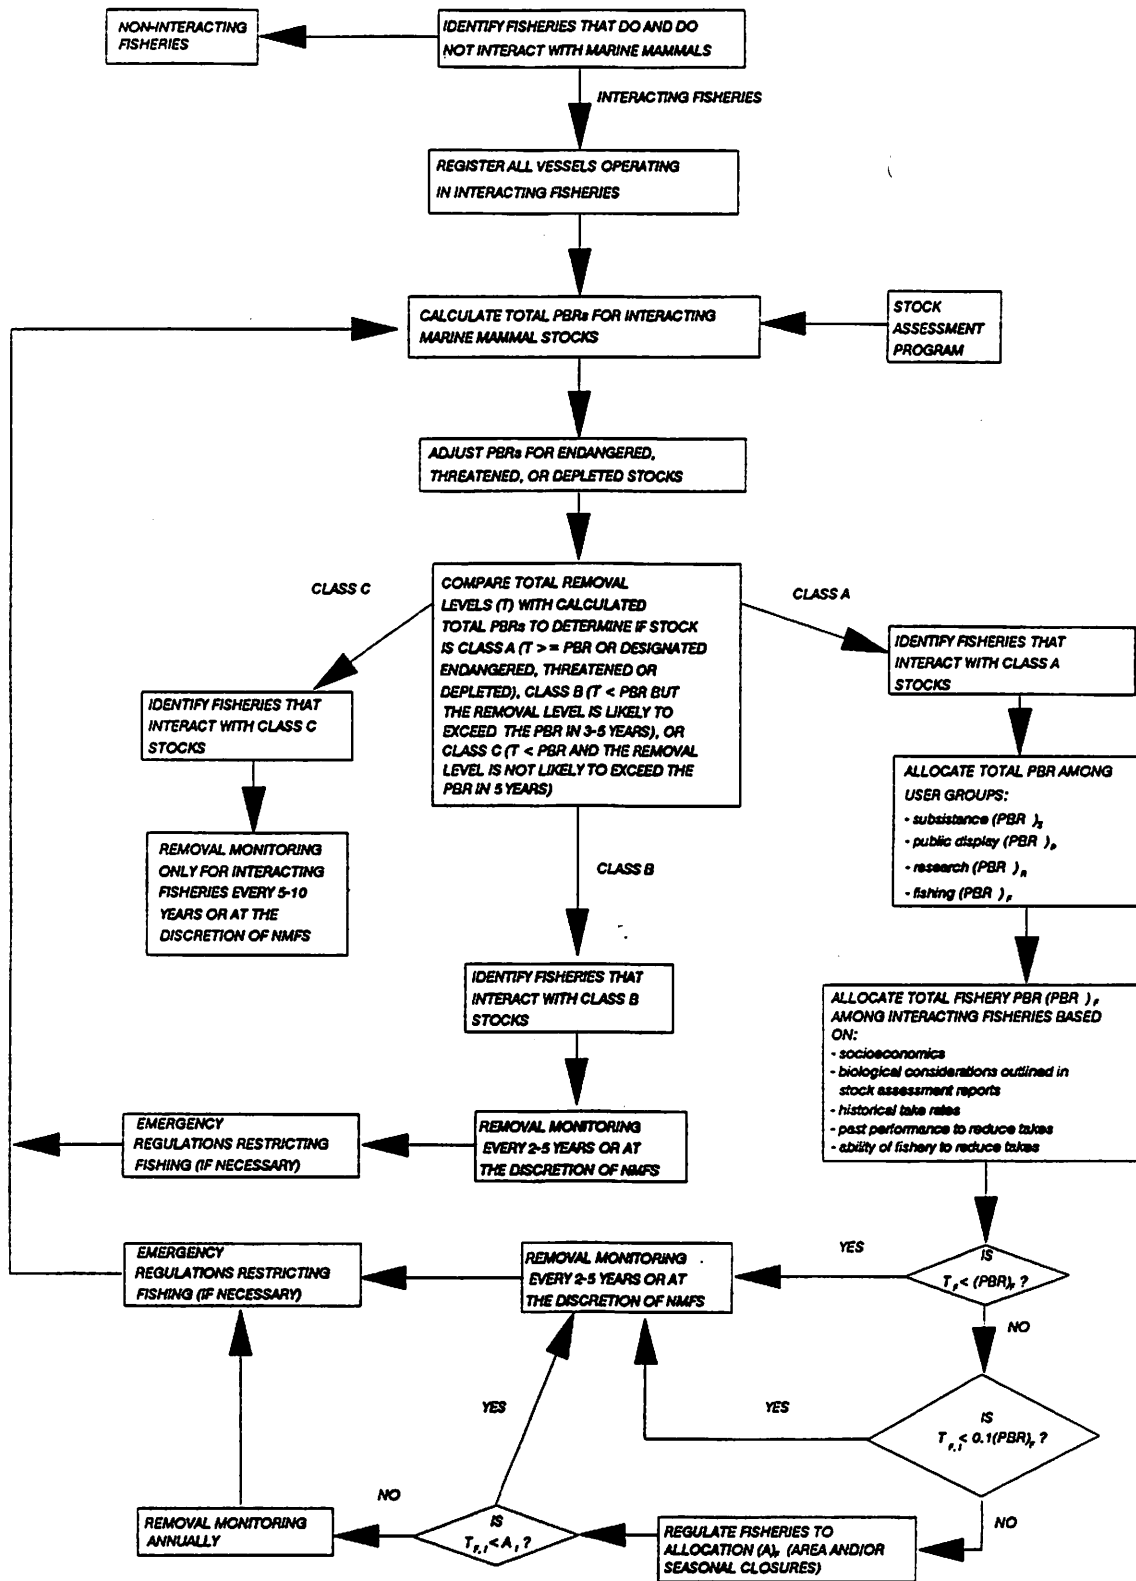 NON-INTERACTING
FISHERIES
IDENTIFY FISHERIES THAT DO AND DO
NOT INTERACT WITH MARINE MAMMALS
INTERACTING FISHERIES
REGISTER ALL VESSELS OPERATING
IN INTERACTING FISHERIES
CALCULATE TOTAL PBRs FOR INTERACTING
MARINE MAMMAL STOCKS
STOCK
ASSESSMENT
PROGRAM
ADJUST PBRs FOR ENDANGERED,
THREATENED, OR DEPLETED STOCKS
CLASS C
COMPARE TOTAL REMOVAL
LEVELS (T) WITH CALCULATED
TOTAL PBRs TO DETERMINE IF STOCK
IS CLASS A (T >= PBR OR DESIGNATED
ENDANGERED, THREATENED OR
DEPLETED), CLASS B (T < PBR BUT
THE REMOVAL LEVEL IS LIKELY TO
EXCEED THE PBR IN 3-5 YEARS), OR
CLASS C (T < PBR AND THE REMOVAL
LEVEL IS NOT LIKELY TO EXCEED THE
PBR IN 5 YEARS)
CLASS A
IDENTIFY FISHERIES THAT
INTERACT WITH CLASS A
STOCKS
IDENTIFY FISHERIES THAT
INTERACT WITH CLASS C
STOCKS
ALLOCATE TOTAL PBR AMONG
USER GROUPS:
- subsistance (PBR )S
- public display (PBR )P
- research (PBR )R
- fishing (PBR )F
REMOVAL MONITORING
ONLY FOR INTERACTING
FISHERIES EVERY 5-10
YEARS OR AT THE
DISCRETION OF NMFS
CLASS B
IDENTIFY FISHERIES THAT
INTERACT WITH CLASS B
STOCKS
ALLOCATE TOTAL FISHERY PBR (PBR )F
AMONG INTERACTING FISHERIES BASED
ON:
- socioeconomics
- biological considerations outlined in
stock assessment reports
- historical take rates
- past performance to reduce takes
- ability of fishery to reduce takes
EMERGENCY
REGULATIONS RESTRICTING
FISHING (IF NECESSARY)
REMOVAL MONITORING
EVERY 2-5 YEARS OR AT
THE DISCRETION OF NMFS
EMERGENCY
REGULATIONS RESTRICTING
FISHING (IF NECESSARY)
REMOVAL MONITORING
EVERY 2-5 YEARS OR AT
THE DISCRETION OF NMFS
YES
IS
TF < (PBR)F ?
NO
YES
YES
IS
TF,I < 0.1(PBR)F ?
NO
REMOVAL MONITORING
ANNUALLY
NO
IS
TF,I < AI ?
REGULATE FISHERIES TO
ALLOCATION (A)F (AREA AND/OR
SEASONAL CLOSURES)